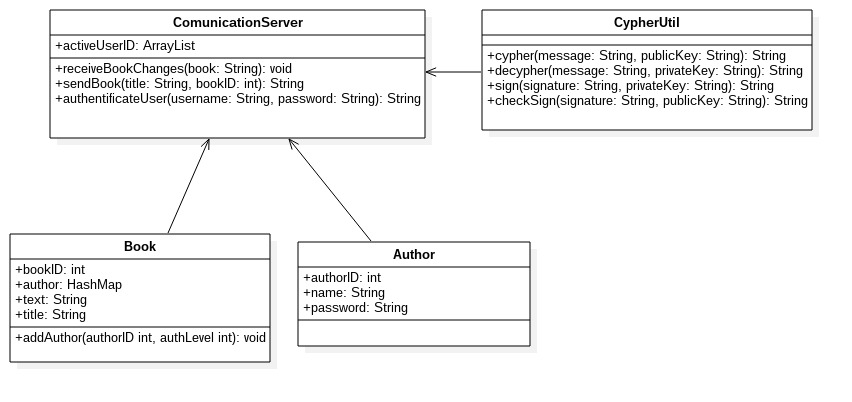 ComunicationServer
+activeUserID: ArrayList
+receiveBookChanges(book: String): void
+sendBook(title: String, bookID: int): String
+authentificateUser(username: String, password: String): String
CypherUtil
+cypher(message: String, publicKey: String): String
+decypher(message: String, privateKey: String): String
+sign(signature: String, privateKey: String): String
+checkSign(signature: String, publicKey: String): String
Book
+bookID: int
+author: HashMap
+text: String
+title: String
+addAuthor(authorID int, authLevel int): void
Author
+authorID: int
+name: String
+password: String